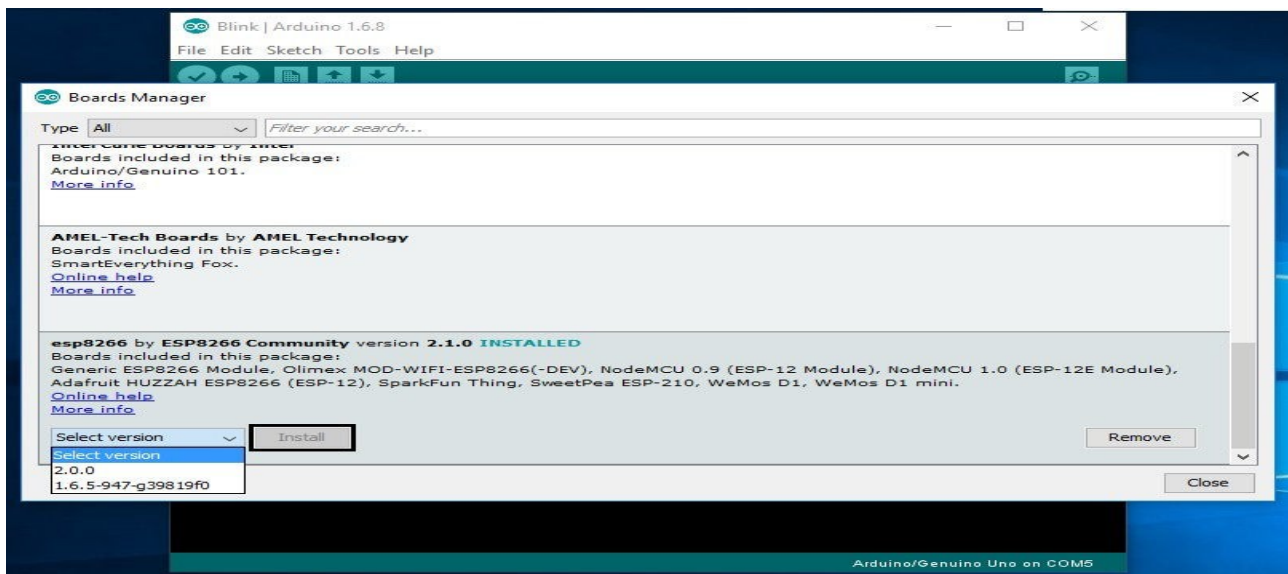 Blink | Arduino 1.6.8
File Edit Sketch Tools Help
Boards Manager
Type All Filter your search...
Intel Curie Boards by Intel
Boards included in this package:
Arduino/Genuino 101.
More info
AMEL-Tech Boards by AMEL Technology
Boards included in this package:
SmartEverything Fox.
Online help
More info
esp8266 by ESP8266 Community version 2.1.0 INSTALLED
Boards included in this package:
Generic ESP8266 Module, Olimex MOD-WIFI-ESP8266(-DEV), NodeMCU 0.9 (ESP-12 Module), NodeMCU 1.0 (ESP-12E Module),
Adafruit HUZZAH ESP8266 (ESP-12), SparkFun Thing, SweetPea ESP-210, WeMos D1, WeMos D1 mini.
Online help
More info
Select version Install Remove
Select version
2.0.0
1.6.5-947-g39819f0
Close
Arduino/Genuino Uno on COM5